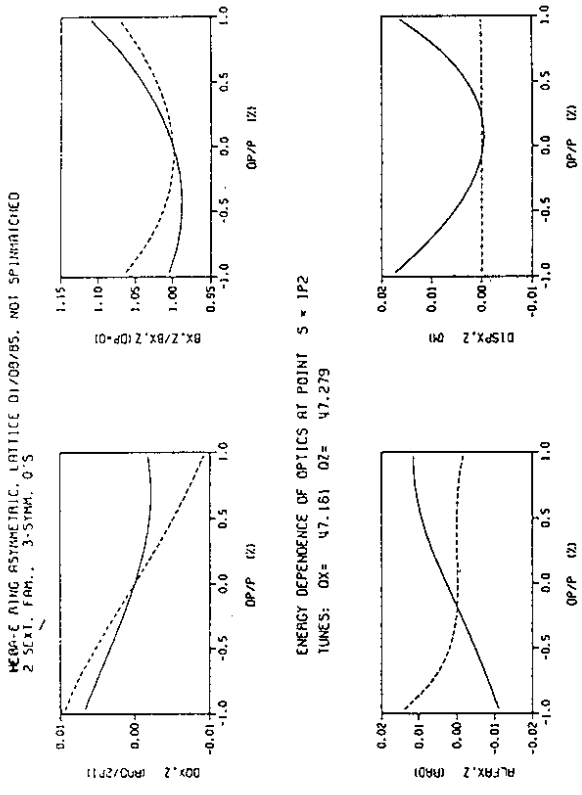 HERA-E RING ASYMMETRIC, LATTICE 01/08/85, NOT SPINMATCHED
2 SEXT. FAM., 3-SYMM. Q'S
0.01
0.00
-0.01
DQX,Z (RAD/2PI)
-1.0 -0.5 0.0 0.5 1.0
DP/P (%)
1.15
1.10
1.05
1.00
0.95
BX,Z/BX,Z(DP=0)
-1.0 -0.5 0.0 0.5 1.0
DP/P (%)
ENERGY DEPENDENCE OF OPTICS AT POINT S = IP2
TUNES: QX= 47.161 QZ= 47.279
0.02
0.01
0.00
-0.01
-0.02
ALFAX,Z (RAD)
-1.0 -0.5 0.0 0.5 1.0
DP/P (%)
0.02
0.01
0.00
-0.01
DISPX,Z (M)
-1.0 -0.5 0.0 0.5 1.0
DP/P (%)